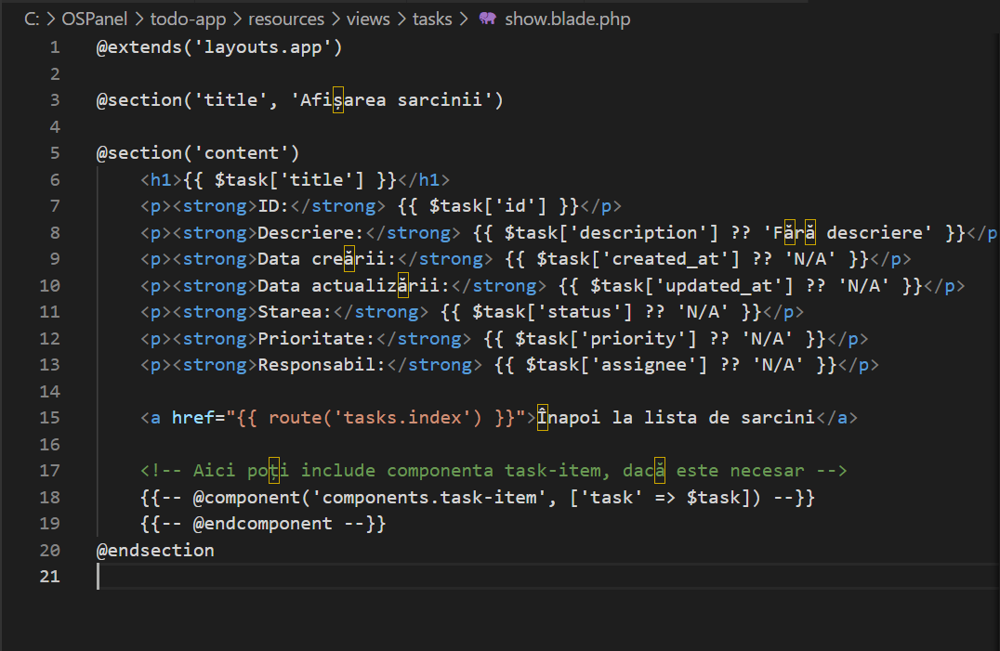 C: > OSPanel > todo-app > resources > views > tasks > show.blade.php
1 @extends('layouts.app')
2
3 @section('title', 'Afișarea sarcinii')
4
5 @section('content')
6 <h1>{{ $task['title'] }}</h1>
7 <p><strong>ID:</strong> {{ $task['id'] }}</p>
8 <p><strong>Descriere:</strong> {{ $task['description'] ?? 'Fără descriere' }}</p
9 <p><strong>Data creării:</strong> {{ $task['created_at'] ?? 'N/A' }}</p>
10 <p><strong>Data actualizării:</strong> {{ $task['updated_at'] ?? 'N/A' }}</p>
11 <p><strong>Starea:</strong> {{ $task['status'] ?? 'N/A' }}</p>
12 <p><strong>Prioritate:</strong> {{ $task['priority'] ?? 'N/A' }}</p>
13 <p><strong>Responsabil:</strong> {{ $task['assignee'] ?? 'N/A' }}</p>
14
15 <a href="{{ route('tasks.index') }}">Înapoi la lista de sarcini</a>
16
17 <!-- Aici poți include componenta task-item, dacă este necesar -->
18 {{-- @component('components.task-item', ['task' => $task]) --}}
19 {{-- @endcomponent --}}
20 @endsection
21